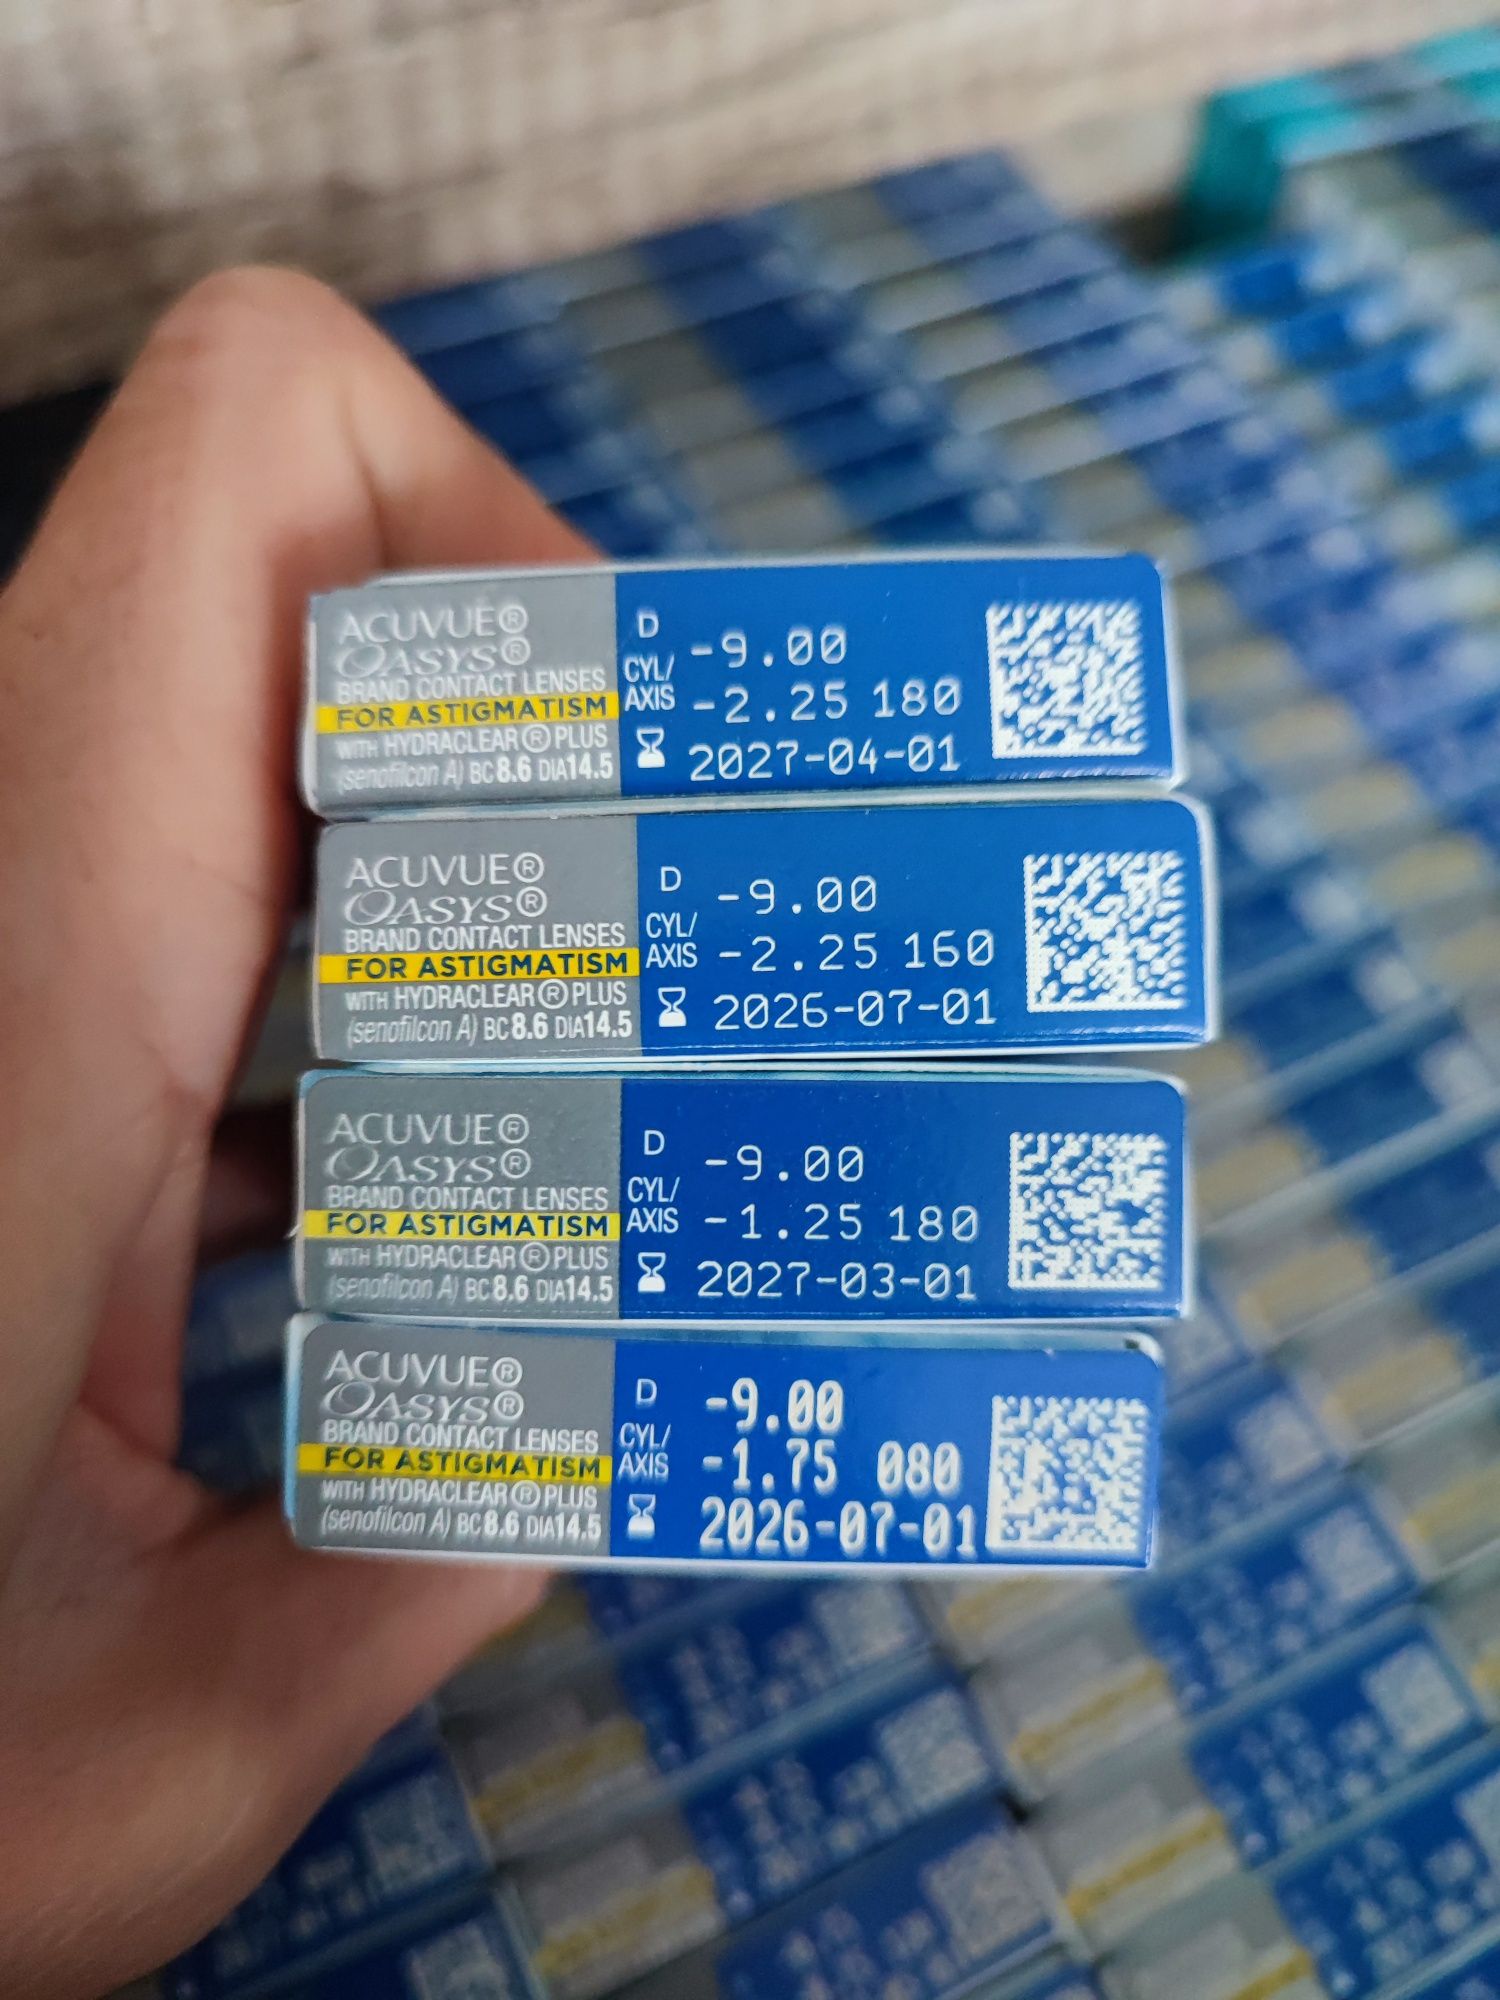 ACUVUE®
OASYS®
BRAND CONTACT LENSES
FOR ASTIGMATISM
WITH HYDRACLEAR® PLUS
(senofilcon A) BC 8.6 DIA 14.5
D -9.00
CYL/AXIS -2.25 180
2027-04-01
ACUVUE®
OASYS®
BRAND CONTACT LENSES
FOR ASTIGMATISM
WITH HYDRACLEAR® PLUS
(senofilcon A) BC 8.6 DIA 14.5
D -9.00
CYL/AXIS -2.25 160
2026-07-01
ACUVUE®
OASYS®
BRAND CONTACT LENSES
FOR ASTIGMATISM
WITH HYDRACLEAR® PLUS
(senofilcon A) BC 8.6 DIA 14.5
D -9.00
CYL/AXIS -1.25 180
2027-03-01
ACUVUE®
OASYS®
BRAND CONTACT LENSES
FOR ASTIGMATISM
WITH HYDRACLEAR® PLUS
(senofilcon A) BC 8.6 DIA 14.5
D -9.00
CYL/AXIS -1.75 080
2026-07-01